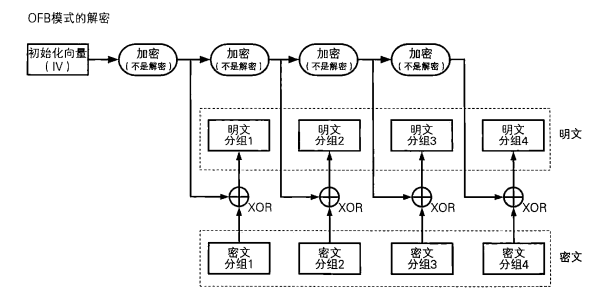 OFB模式的解密
初始化向量
(IV)
加密
(不是解密)
加密
(不是解密)
加密
(不是解密)
加密
(不是解密)
明文
分组1
明文
分组2
明文
分组3
明文
分组4
明文
XOR
XOR
XOR
XOR
密文
分组1
密文
分组2
密文
分组3
密文
分组4
密文